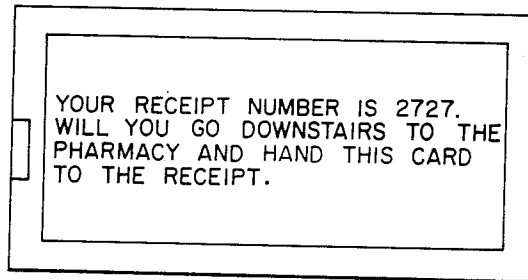 YOUR RECEIPT NUMBER IS 2727.
WILL YOU GO DOWNSTAIRS TO THE
PHARMACY AND HAND THIS CARD
TO THE RECEIPT.